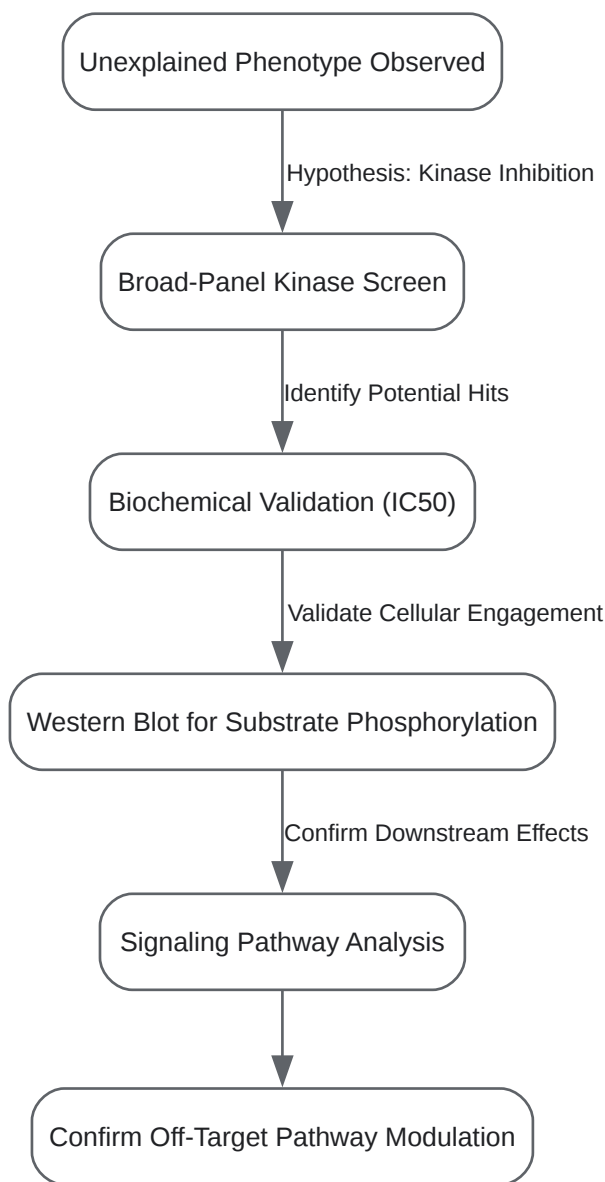 Unexplained Phenotype Observed
Hypothesis: Kinase Inhibition
Broad-Panel Kinase Screen
Identify Potential Hits
Biochemical Validation (IC50)
Validate Cellular Engagement
Western Blot for Substrate Phosphorylation
Confirm Downstream Effects
Signaling Pathway Analysis
Confirm Off-Target Pathway Modulation